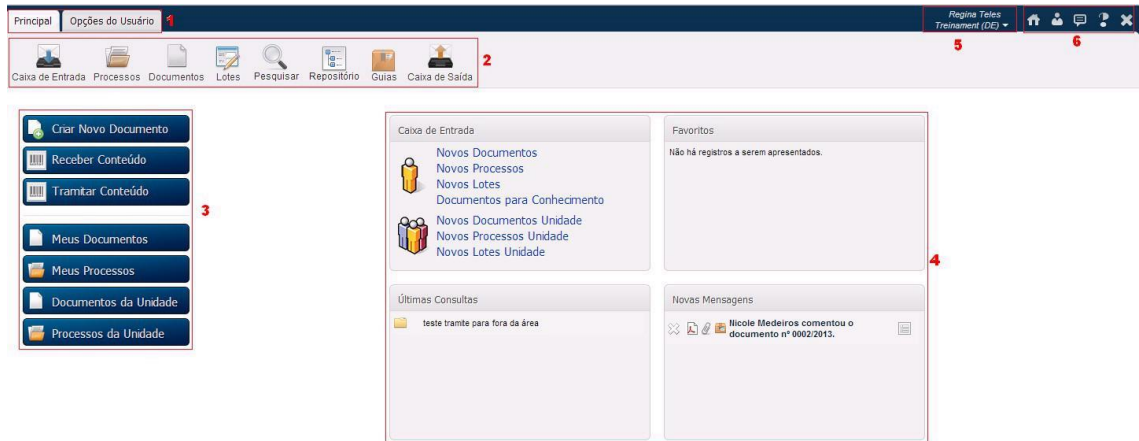 Principal Opções do Usuário 1
Regina Teles
Treinament (DE)
5
6
Caixa de Entrada Processos Documentos Lotes Pesquisar Repositório Guias Caixa de Saída
2
Criar Novo Documento
Receber Conteúdo
Tramitar Conteúdo
Meus Documentos
Meus Processos
Documentos da Unidade
Processos da Unidade
3
Caixa de Entrada
Novos Documentos
Novos Processos
Novos Lotes
Documentos para Conhecimento
Novos Documentos Unidade
Novos Processos Unidade
Novos Lotes Unidade
Favoritos
Não há registros a serem apresentados.
4
Últimas Consultas
teste tramite para fora da área
Novas Mensagens
Nicole Medeiros comentou o
documento nº 0002/2013.